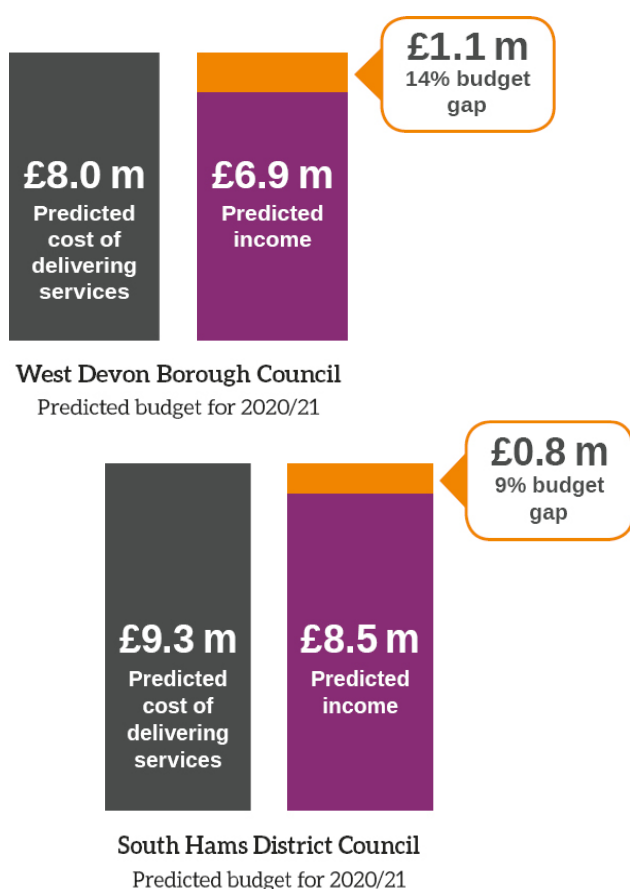 £1.1 m
14% budget
gap
£8.0 m
Predicted
cost of
delivering
services
£6.9 m
Predicted
income
West Devon Borough Council
Predicted budget for 2020/21
£0.8 m
9% budget
gap
£9.3 m
Predicted
cost of
delivering
services
£8.5 m
Predicted
income
South Hams District Council
Predicted budget for 2020/21